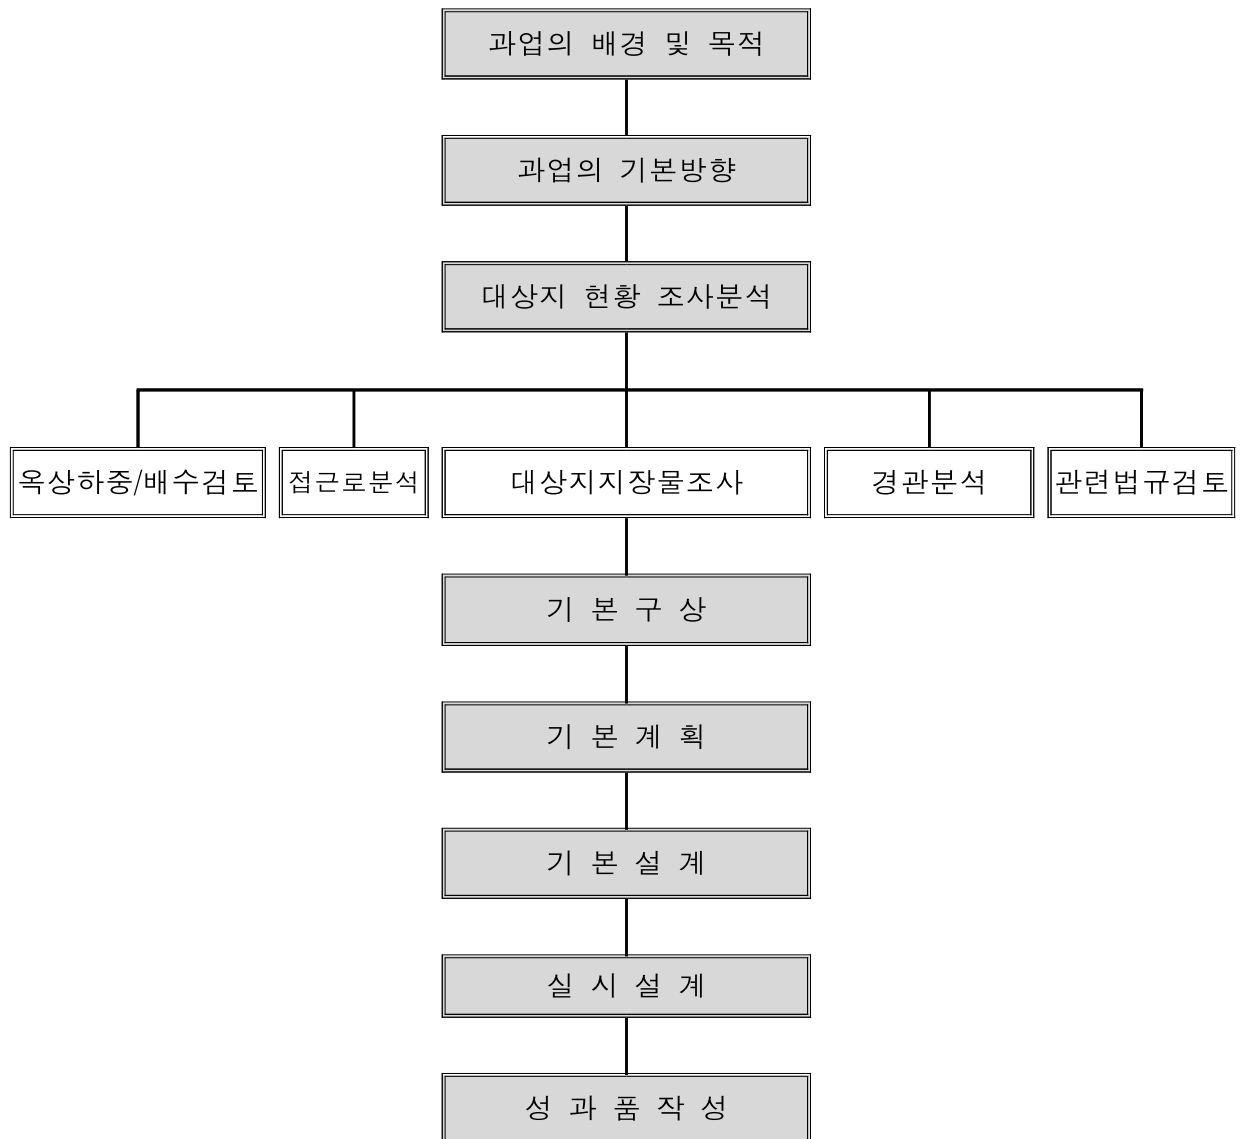 과업의 배경 및 목적
과업의 기본방향
대상지 현황 조사분석
옥상하중/배수검토
접근로분석
대상지지장물조사
경관분석
관련법규검토
기 본 구 상
기 본 계 획
기 본 설 계
실 시 설 계
성 과 품 작 성